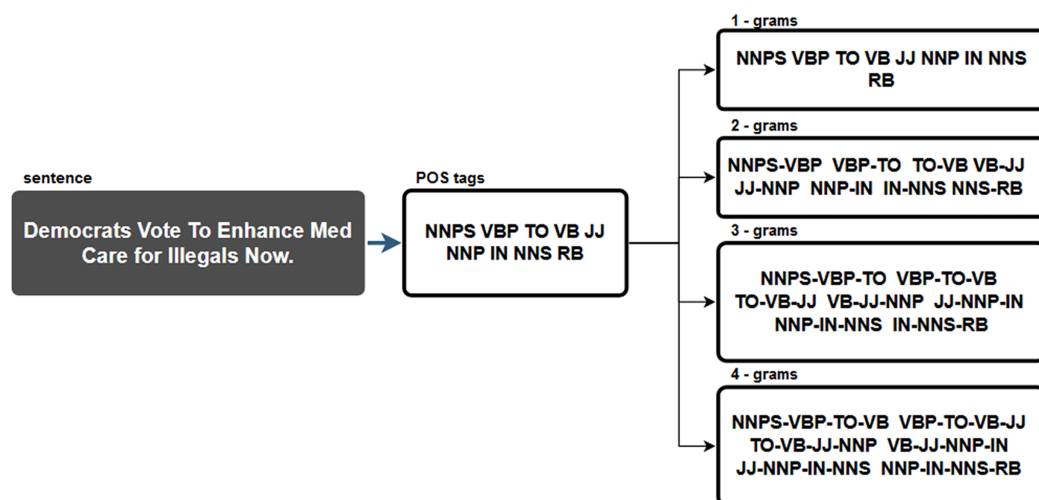 sentence
Democrats Vote To Enhance Med
Care for Illegals Now.
POS tags
NNPS VBP TO VB JJ
NNP IN NNS RB
1 - grams
NNPS VBP TO VB JJ NNP IN NNS
RB
2 - grams
NNPS-VBP VBP-TO TO-VB VB-JJ
JJ-NNP NNP-IN IN-NNS NNS-RB
3 - grams
NNPS-VBP-TO VBP-TO-VB
TO-VB-JJ VB-JJ-NNP JJ-NNP-IN
NNP-IN-NNS IN-NNS-RB
4 - grams
NNPS-VBP-TO-VB VBP-TO-VB-JJ
TO-VB-JJ-NNP VB-JJ-NNP-IN
JJ-NNP-IN-NNS NNP-IN-NNS-RB